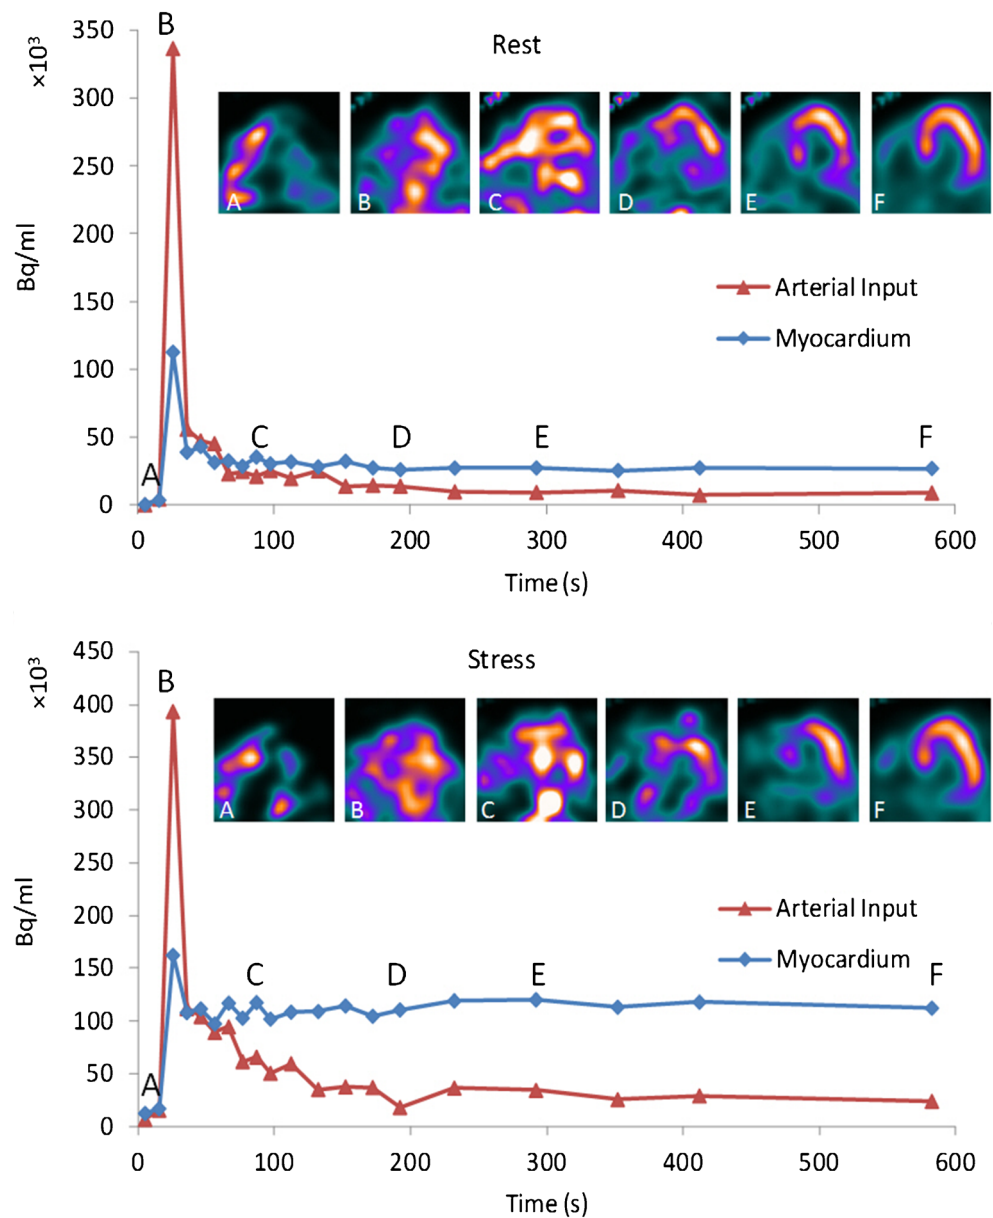 350
300
250
200
150
100
50
0
×10³
Bq/ml
Rest
B
A
C
D
E
F
A
B
C
D
E
F
Arterial Input
Myocardium
0 100 200 300 400 500 600
Time (s)
450
400
350
300
250
200
150
100
50
0
×10³
Bq/ml
Stress
B
A
C
D
E
F
A
B
C
D
E
F
Arterial Input
Myocardium
0 100 200 300 400 500 600
Time (s)